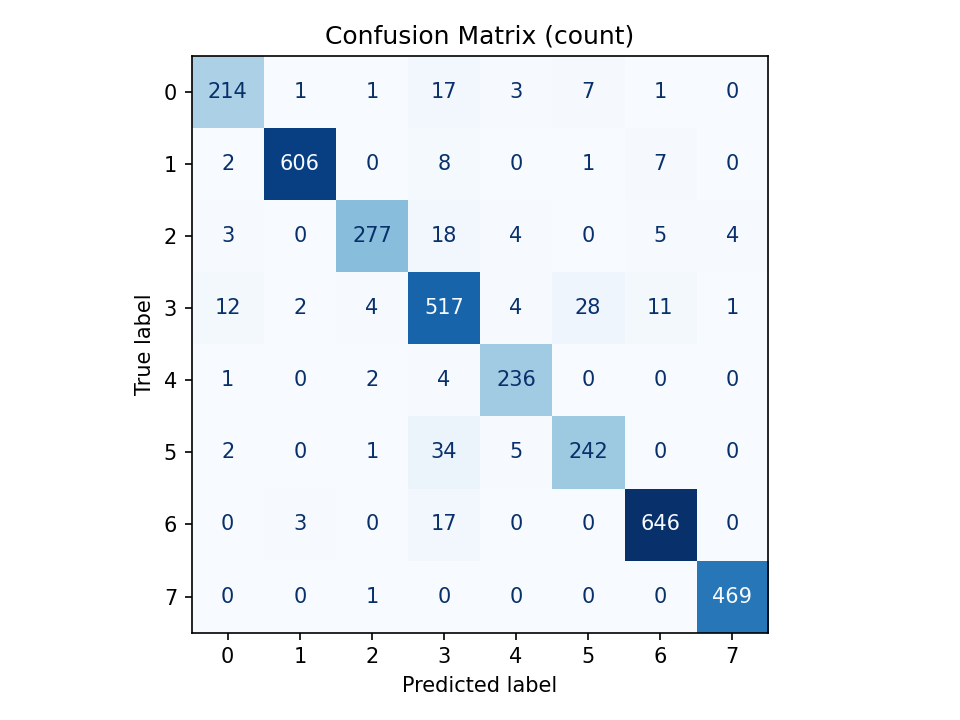 Confusion Matrix (count)
0 214 1 1 17 3 7 1 0
1 2 606 0 8 0 1 7 0
2 3 0 277 18 4 0 5 4
3 12 2 4 517 4 28 11 1
4 1 0 2 4 236 0 0 0
5 2 0 1 34 5 242 0 0
6 0 3 0 17 0 0 646 0
7 0 0 1 0 0 0 0 469
0 1 2 3 4 5 6 7
True label
Predicted label